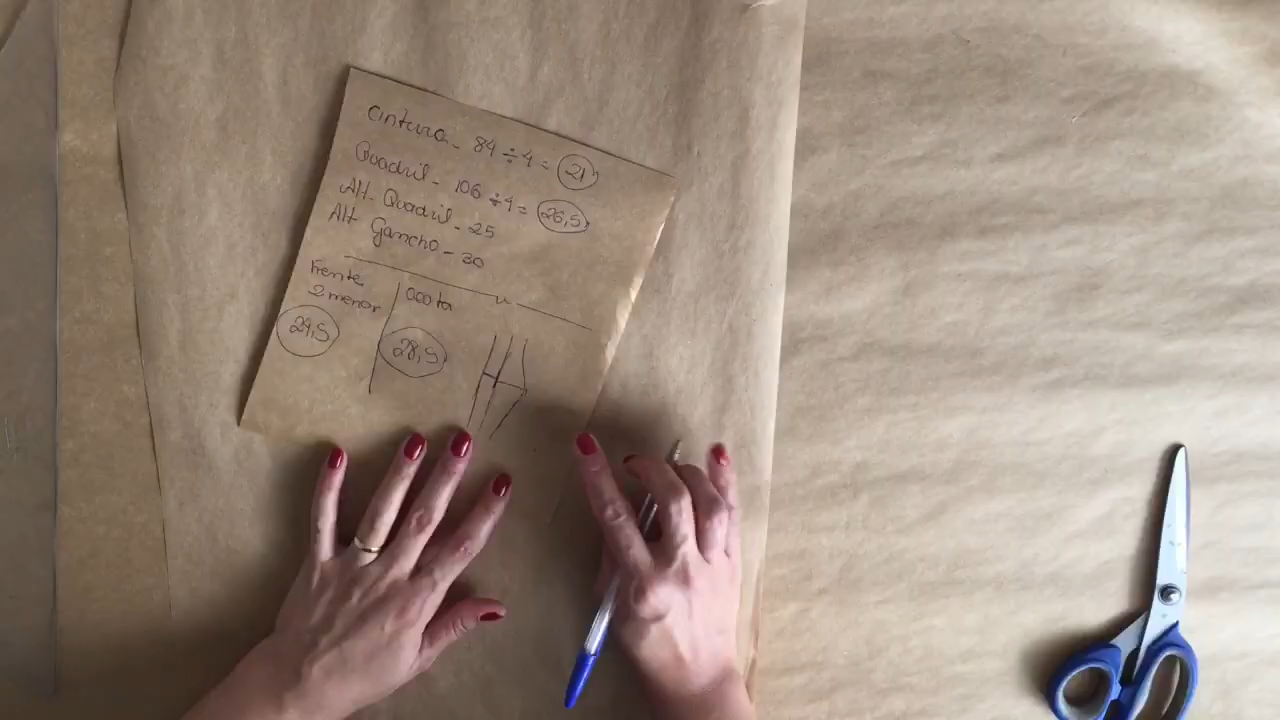 Cintura - 84 ÷ 4 = 21
Quadril - 106 ÷ 4 = 26,5
Alt. Quadril - 25
Alt Gancho - 30
Frente
2 menor
24,5
28,5